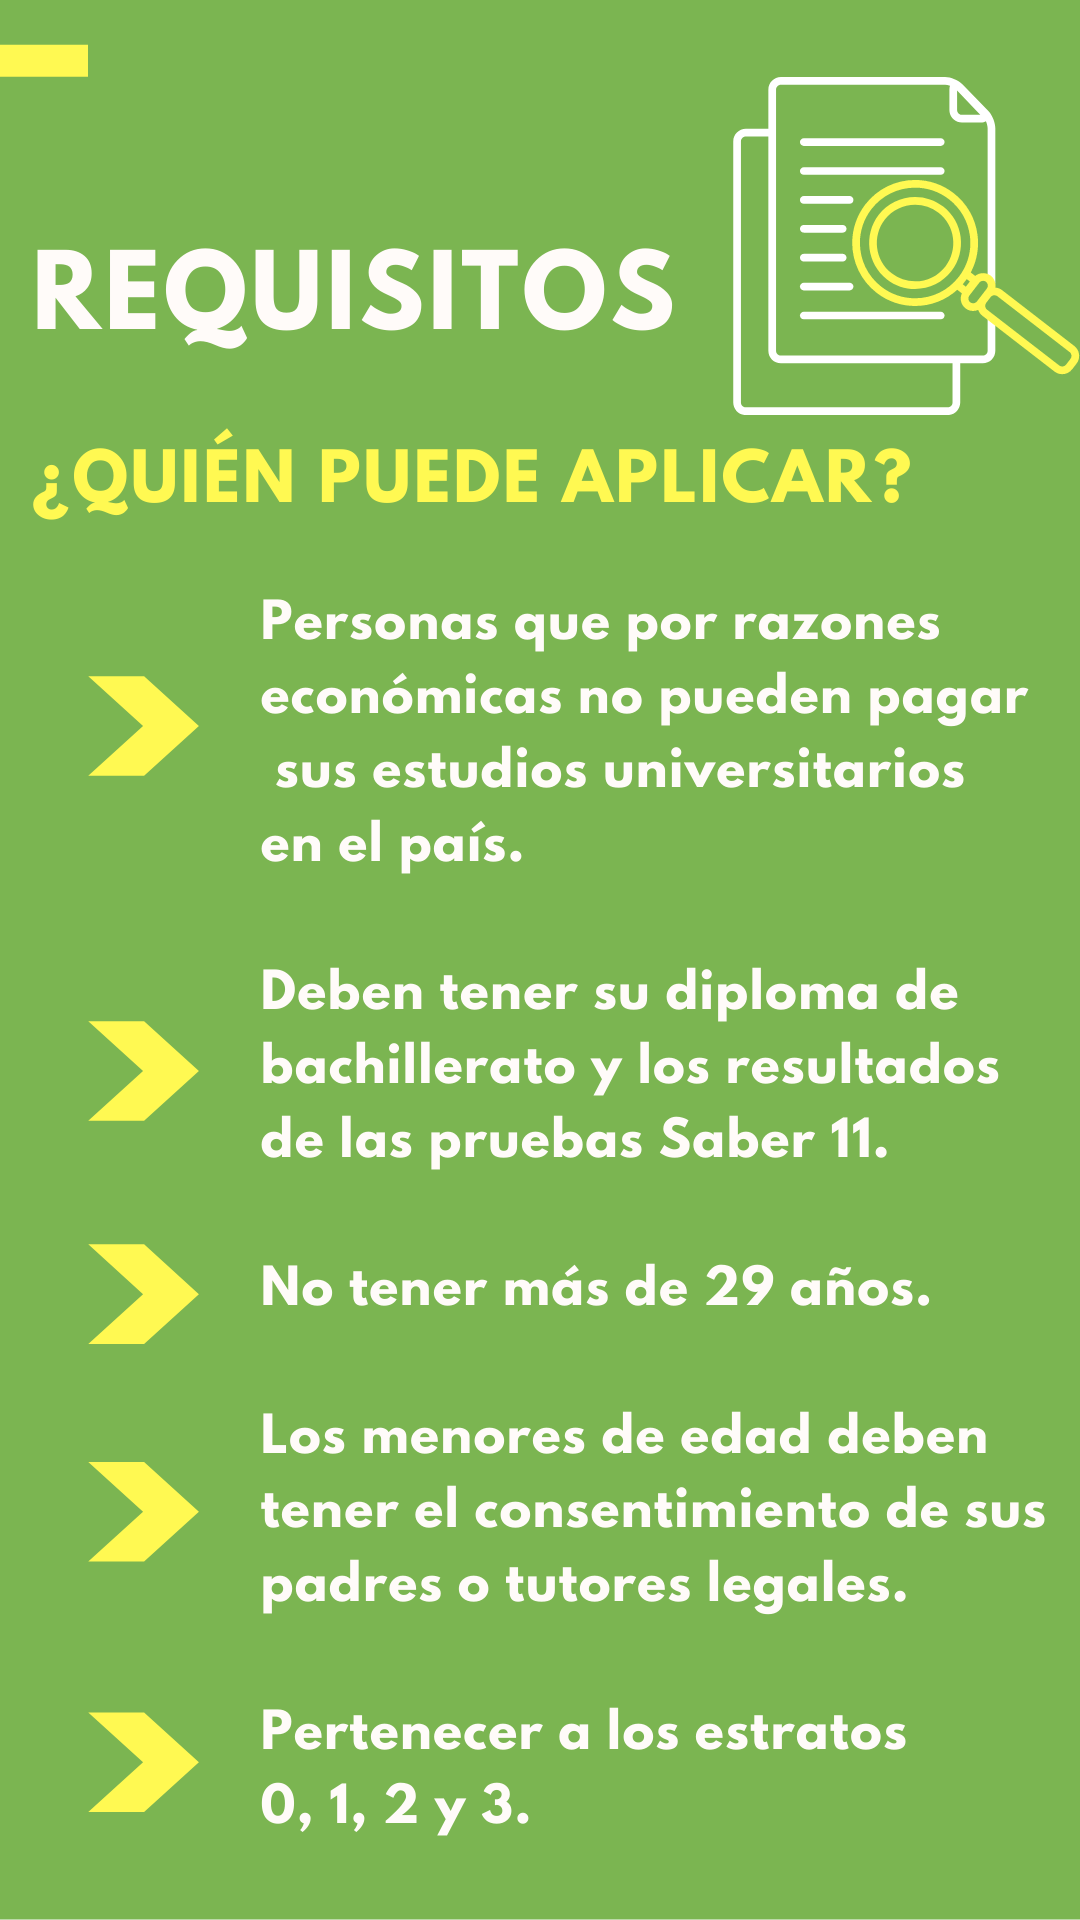 REQUISITOS
¿QUIÉN PUEDE APLICAR?
Personas que por razones
económicas no pueden pagar
sus estudios universitarios
en el país.
Deben tener su diploma de
bachillerato y los resultados
de las pruebas Saber 11.
No tener más de 29 años.
Los menores de edad deben
tener el consentimiento de sus
padres o tutores legales.
Pertenecer a los estratos
0, 1, 2 y 3.